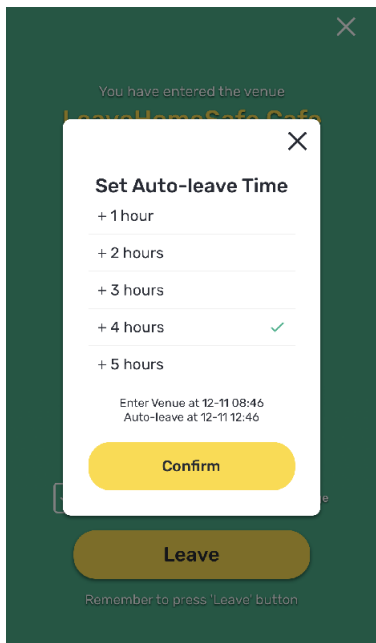 You have entered the venue
LeaveHomeSafe Cafe
Set Auto-leave Time
+ 1 hour
+ 2 hours
+ 3 hours
+ 4 hours
+ 5 hours
Enter Venue at 12-11 08:46
Auto-leave at 12-11 12:46
Confirm
Leave
Remember to press 'Leave' button